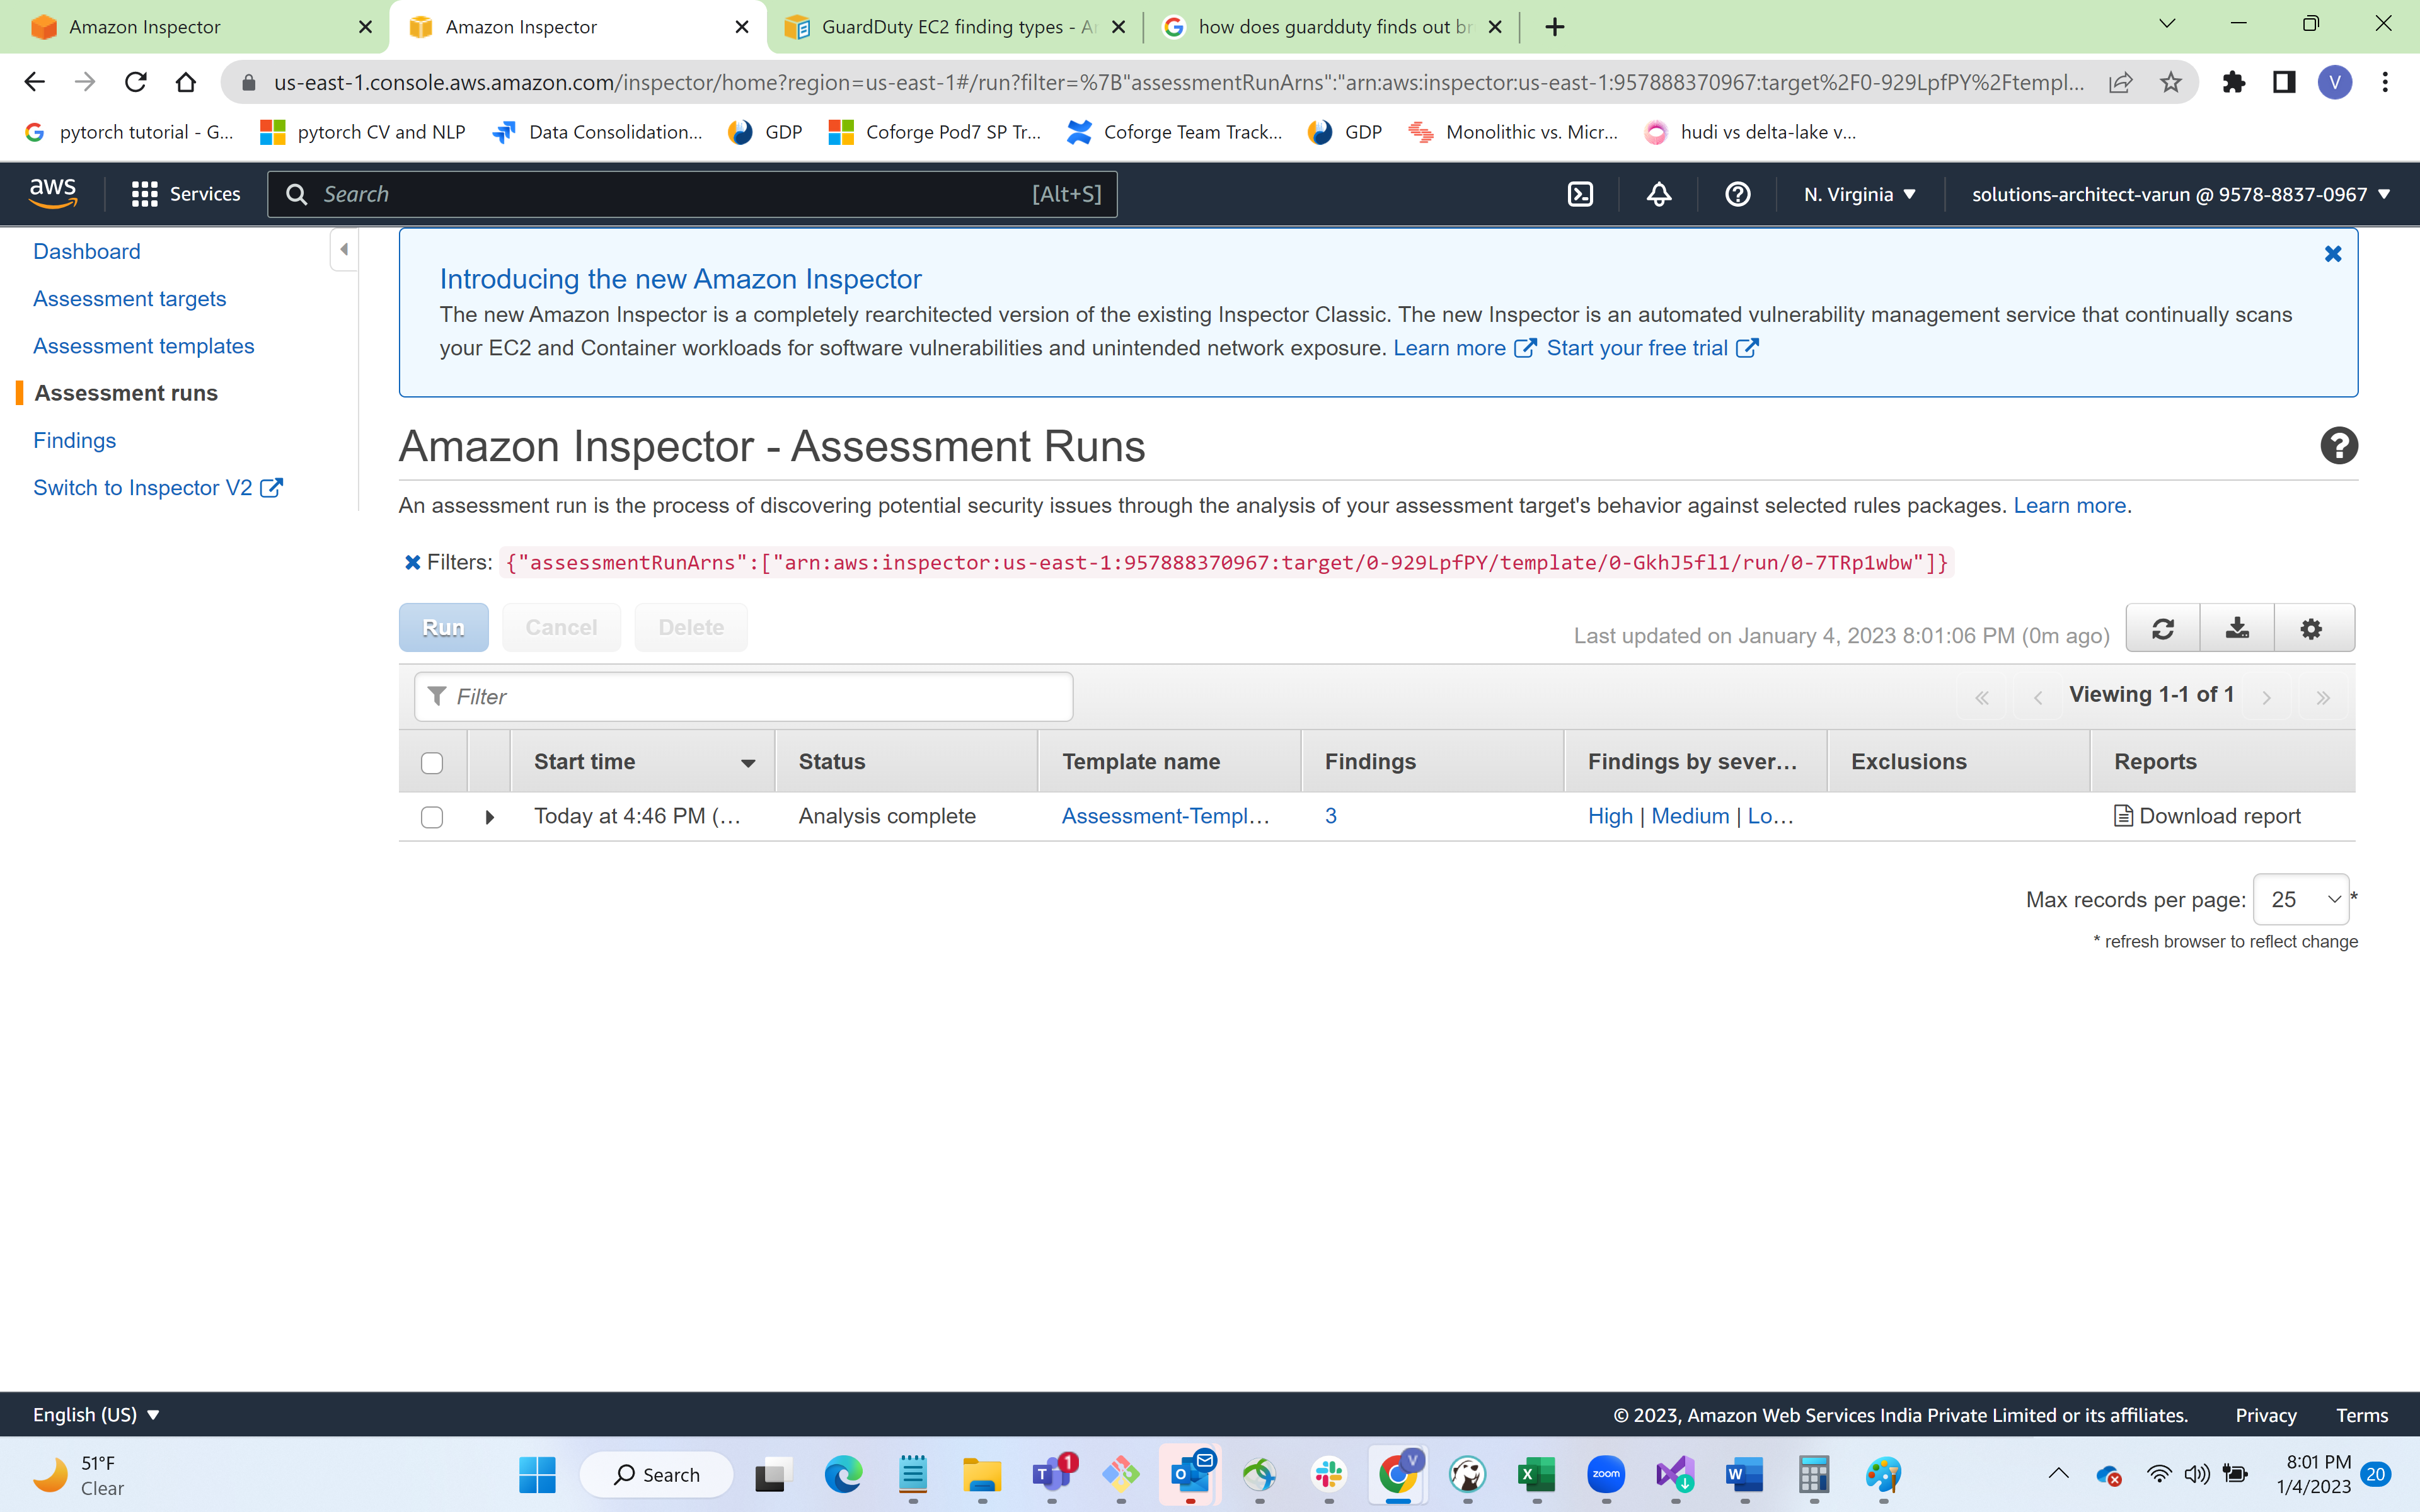 Amazon Inspector
Amazon Inspector
GuardDuty EC2 finding types - A
how does guardduty finds out br
us-east-1.console.aws.amazon.com/inspector/home?region=us-east-1#/run?filter=%7B"assessmentRunArns":"arn:aws:inspector:us-east-1:957888370967:target%2F0-929LpfPY%2Ftempl...
V
pytorch tutorial - G...
pytorch CV and NLP
Data Consolidation...
GDP
Coforge Pod7 SP Tr...
Coforge Team Track...
GDP
Monolithic vs. Micr...
hudi vs delta-lake v...
aws
Services
Search
[Alt+S]
N. Virginia
solutions-architect-varun @ 9578-8837-0967
Dashboard
Assessment targets
Assessment templates
Assessment runs
Findings
Switch to Inspector V2
Introducing the new Amazon Inspector
The new Amazon Inspector is a completely rearchitected version of the existing Inspector Classic. The new Inspector is an automated vulnerability management service that continually scans
your EC2 and Container workloads for software vulnerabilities and unintended network exposure. Learn more Start your free trial
Amazon Inspector - Assessment Runs
An assessment run is the process of discovering potential security issues through the analysis of your assessment target's behavior against selected rules packages. Learn more.
Filters: {"assessmentRunArns":["arn:aws:inspector:us-east-1:957888370967:target/0-929LpfPY/template/0-GkhJ5fl1/run/0-7TRp1wbw"]}
Run
Cancel
Delete
Last updated on January 4, 2023 8:01:06 PM (0m ago)
Filter
Viewing 1-1 of 1
Start time
Status
Template name
Findings
Findings by sever...
Exclusions
Reports
Today at 4:46 PM (...
Analysis complete
Assessment-Templ...
3
High | Medium | Lo...
Download report
Max records per page: 25 *
* refresh browser to reflect change
English (US)
© 2023, Amazon Web Services India Private Limited or its affiliates.
Privacy
Terms
51°F
Clear
Search
1
V
zoom
8:01 PM
1/4/2023
20